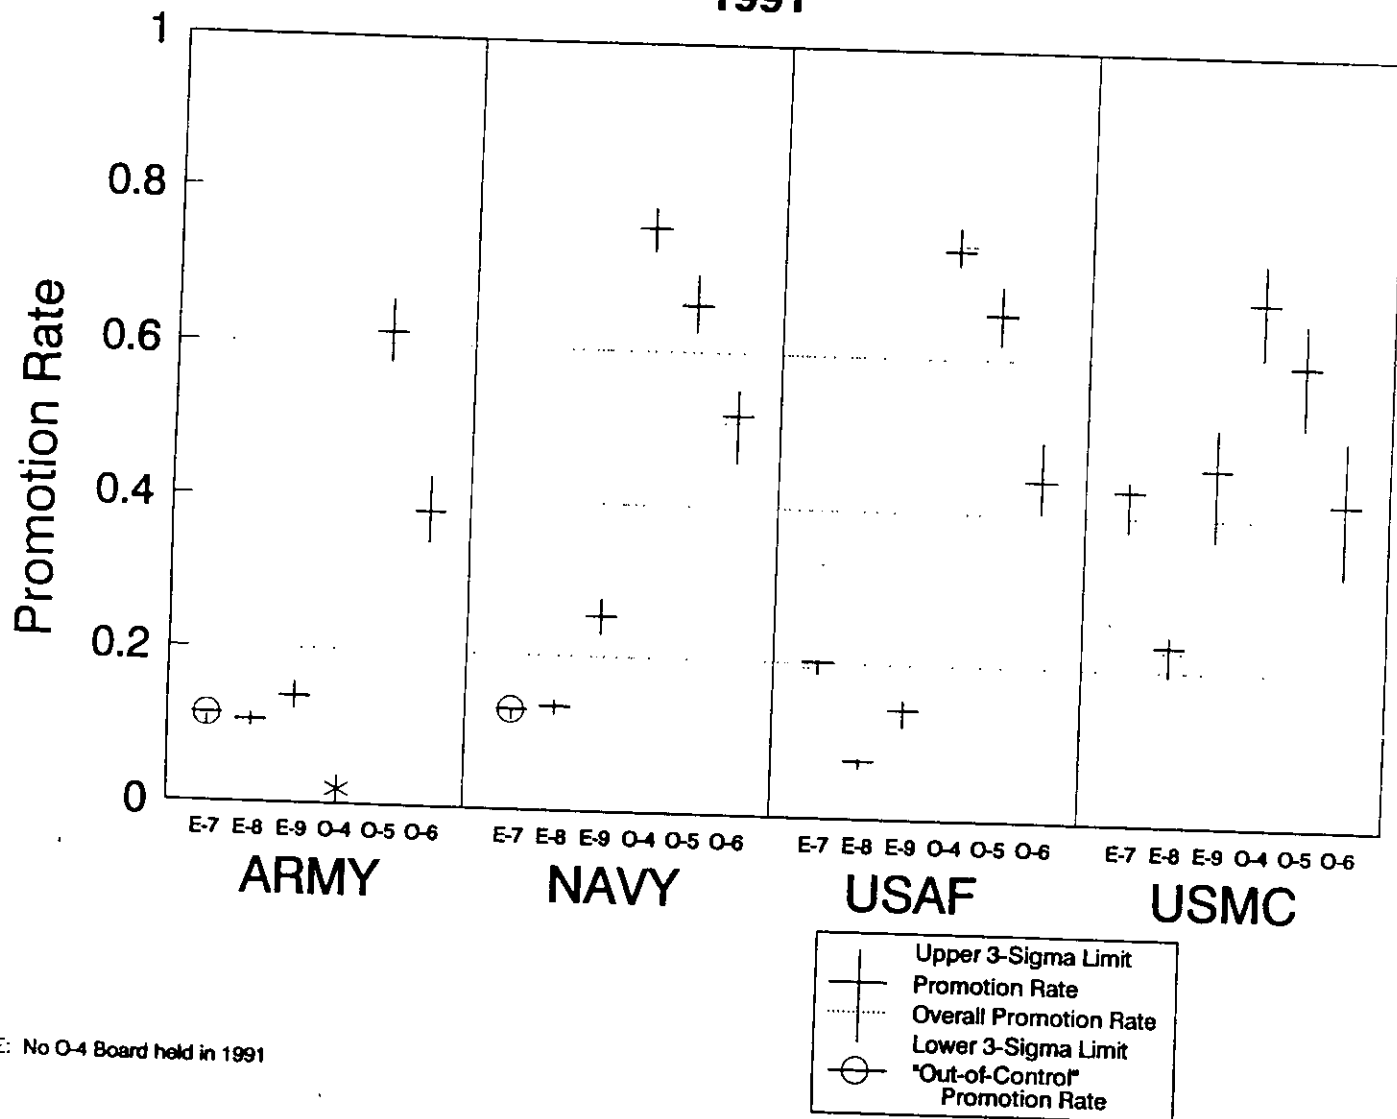 1991
1
0.8
0.6
0.4
0.2
0
Promotion Rate
E-7 E-8 E-9 O-4 O-5 O-6
E-7 E-8 E-9 O-4 O-5 O-6
E-7 E-8 E-9 O-4 O-5 O-6
E-7 E-8 E-9 O-4 O-5 O-6
ARMY
NAVY
USAF
USMC
Upper 3-Sigma Limit
Promotion Rate
Overall Promotion Rate
Lower 3-Sigma Limit
"Out-of-Control"
Promotion Rate
E: No O-4 Board held in 1991